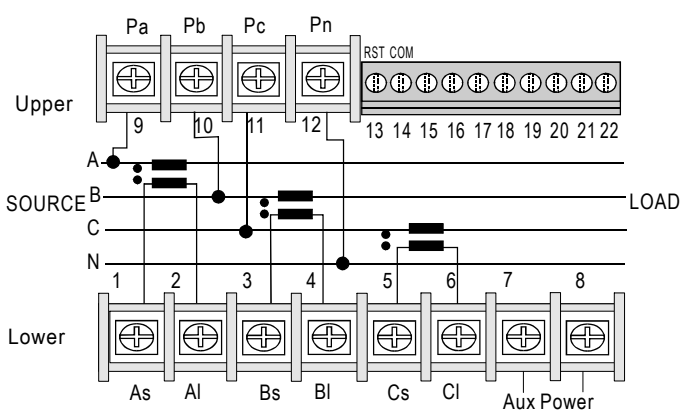 Pa Pb Pc Pn
RST COM
Upper
9 10 11 12 13 14 15 16 17 18 19 20 21 22
A
B
SOURCE
LOAD
C
N
1 2 3 4 5 6 7 8
Lower
As Al Bs Bl Cs Cl
Aux Power